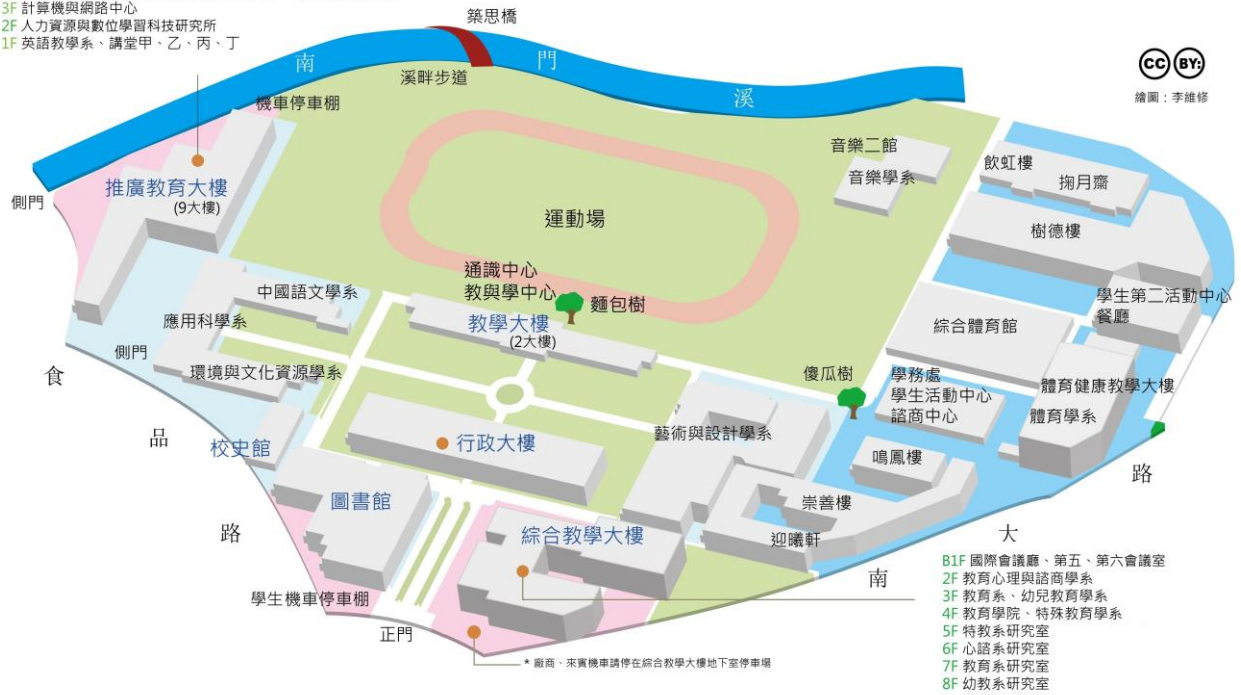 3F 計算機與網路中心
2F 人力資源與數位學習科技研究所
1F 英語教學系、講堂甲、乙、丙、丁
築思橋
南
門
溪
溪畔步道
CC BY:
繪圖：李維修
機車停車棚
側門
推廣教育大樓
(9大樓)
音樂二館
音樂學系
飲虹樓
掬月齋
樹德樓
運動場
通識中心
教與學中心
麵包樹
教學大樓
(2大樓)
中國語文學系
應用科學系
側門
環境與文化資源學系
學生第二活動中心
餐廳
綜合體育館
傻瓜樹
學務處
學生活動中心
諮商中心
體育健康教學大樓
體育學系
食
品
路
校史館
行政大樓
藝術與設計學系
鳴鳳樓
圖書館
崇善樓
迎曦軒
綜合教學大樓
南
大
路
學生機車停車棚
正門
* 廠商、來賓機車請停在綜合教學大樓地下室停車場
B1F 國際會議廳、第五、第六會議室
2F 教育心理與諮商學系
3F 教育系、幼兒教育學系
4F 教育學院、特殊教育學系
5F 特教系研究室
6F 心諮系研究室
7F 教育系研究室
8F 幼教系研究室